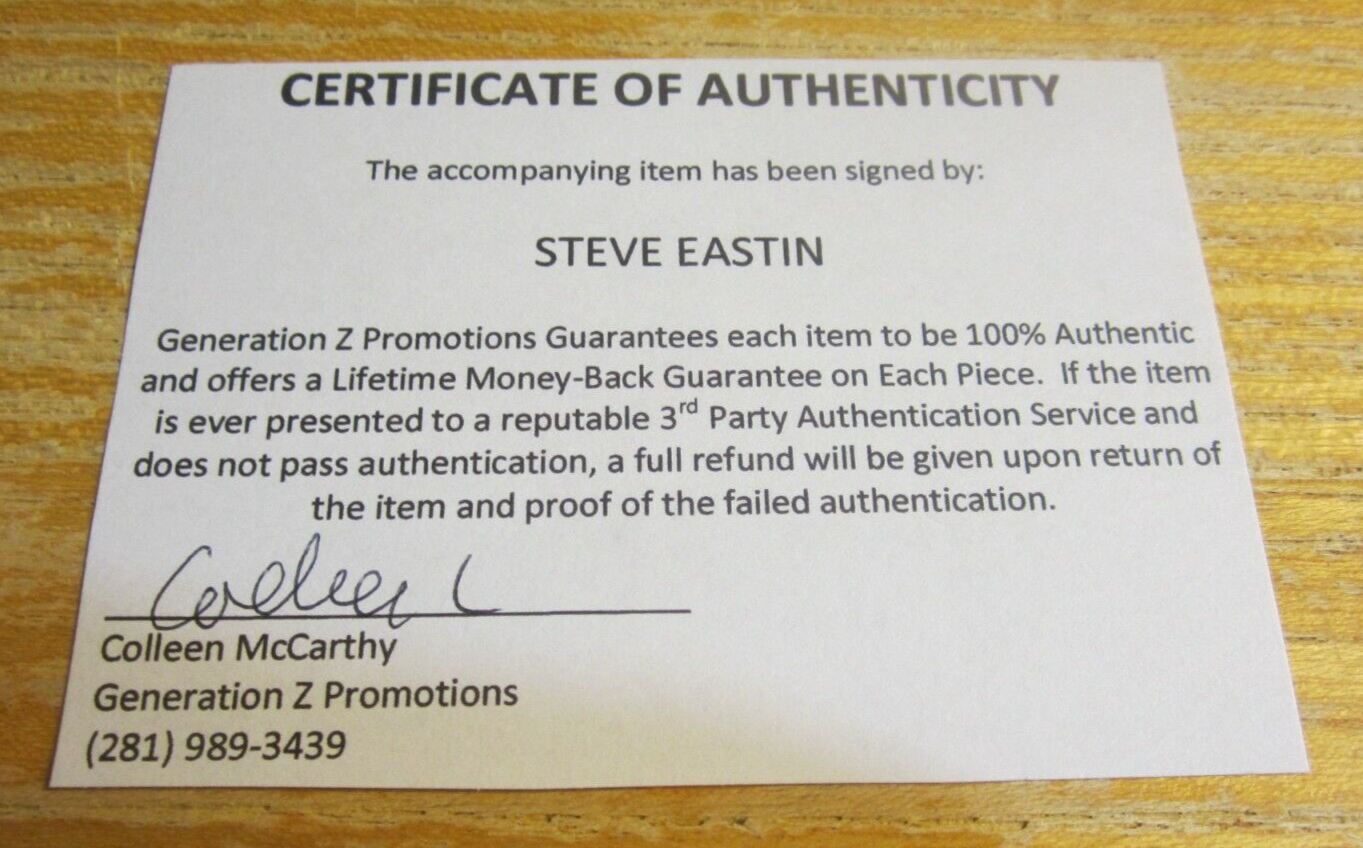 CERTIFICATE OF AUTHENTICITY
The accompanying item has been signed by:
STEVE EASTIN
Generation Z Promotions Guarantees each item to be 100% Authentic
and offers a Lifetime Money-Back Guarantee on Each Piece. If the item
is ever presented to a reputable 3rd Party Authentication Service and
does not pass authentication, a full refund will be given upon return of
the item and proof of the failed authentication.
Colleen
Colleen McCarthy
Generation Z Promotions
(281) 989-3439